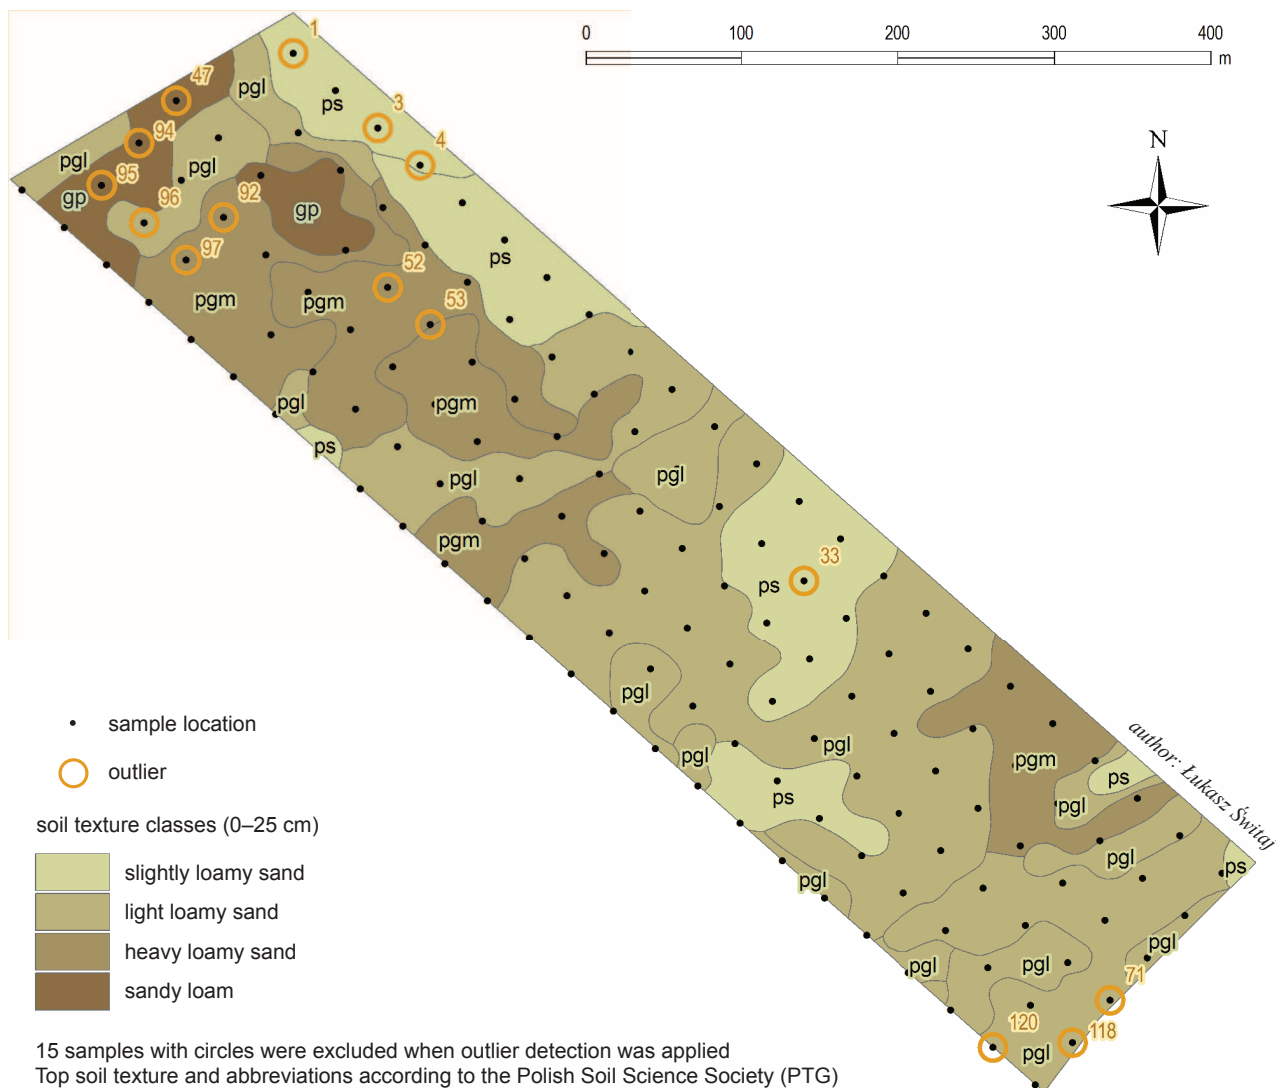 0 100 200 300 400 m
N
1
47
pgl
ps
3
94
4
pgl
pgl
95
gp
96
92
gp
97
ps
52
pgm
pgm
53
pgl
pgm
ps
pgl
pgl
pgm
33
ps
pgl
pgl
pgl
ps
pgm
ps
pgl
author: Łukasz Świtaj
pgl
ps
pgl
pgl
pgl
pgl
71
120
118
pgl
sample location
outlier
soil texture classes (0–25 cm)
slightly loamy sand
light loamy sand
heavy loamy sand
sandy loam
15 samples with circles were excluded when outlier detection was applied
Top soil texture and abbreviations according to the Polish Soil Science Society (PTG)